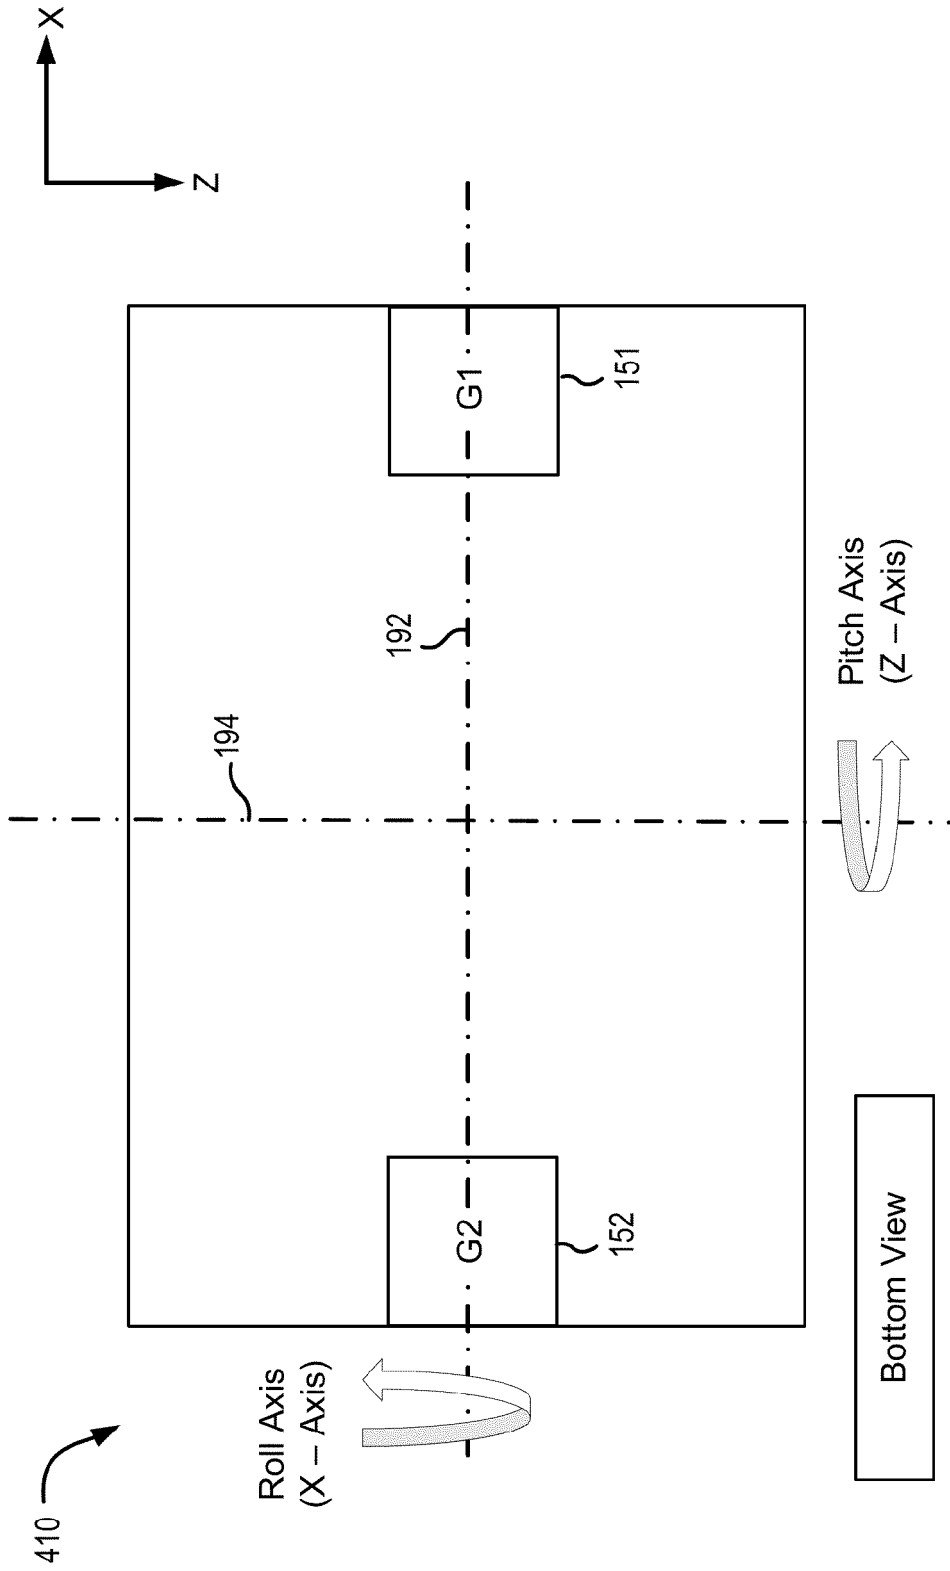 410
Roll Axis
(X – Axis)
G2
152
194
192
G1
151
X
Z
Pitch Axis
(Z – Axis)
Bottom View